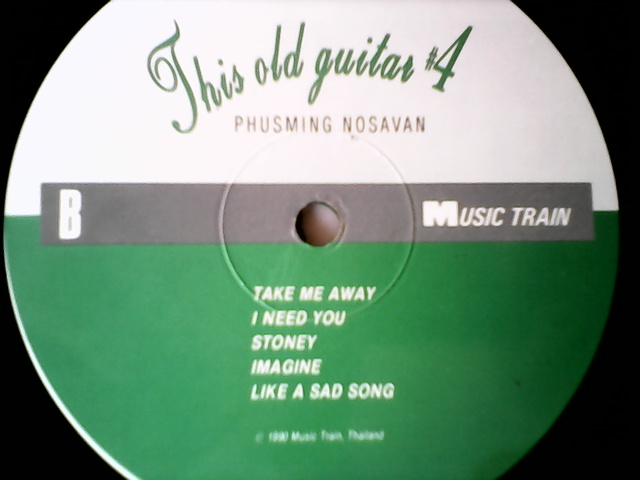 This old guitar #4
PHUSMING NOSAVAN
B
MUSIC TRAIN
TAKE ME AWAY
I NEED YOU
STONEY
IMAGINE
LIKE A SAD SONG
© 1990 Music Train, Thailand